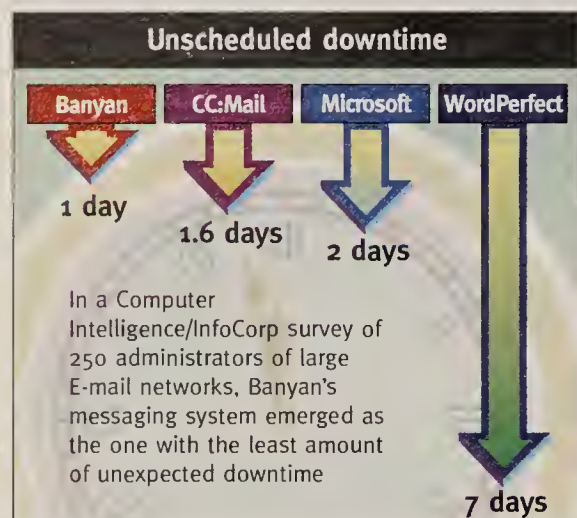 Unscheduled downtime
Banyan CC:Mail Microsoft WordPerfect
1 day
1.6 days
2 days
In a Computer
Intelligence/InfoCorp survey of
250 administrators of large
E-mail networks, Banyan's
messaging system emerged as
the one with the least amount
of unexpected downtime
7 days